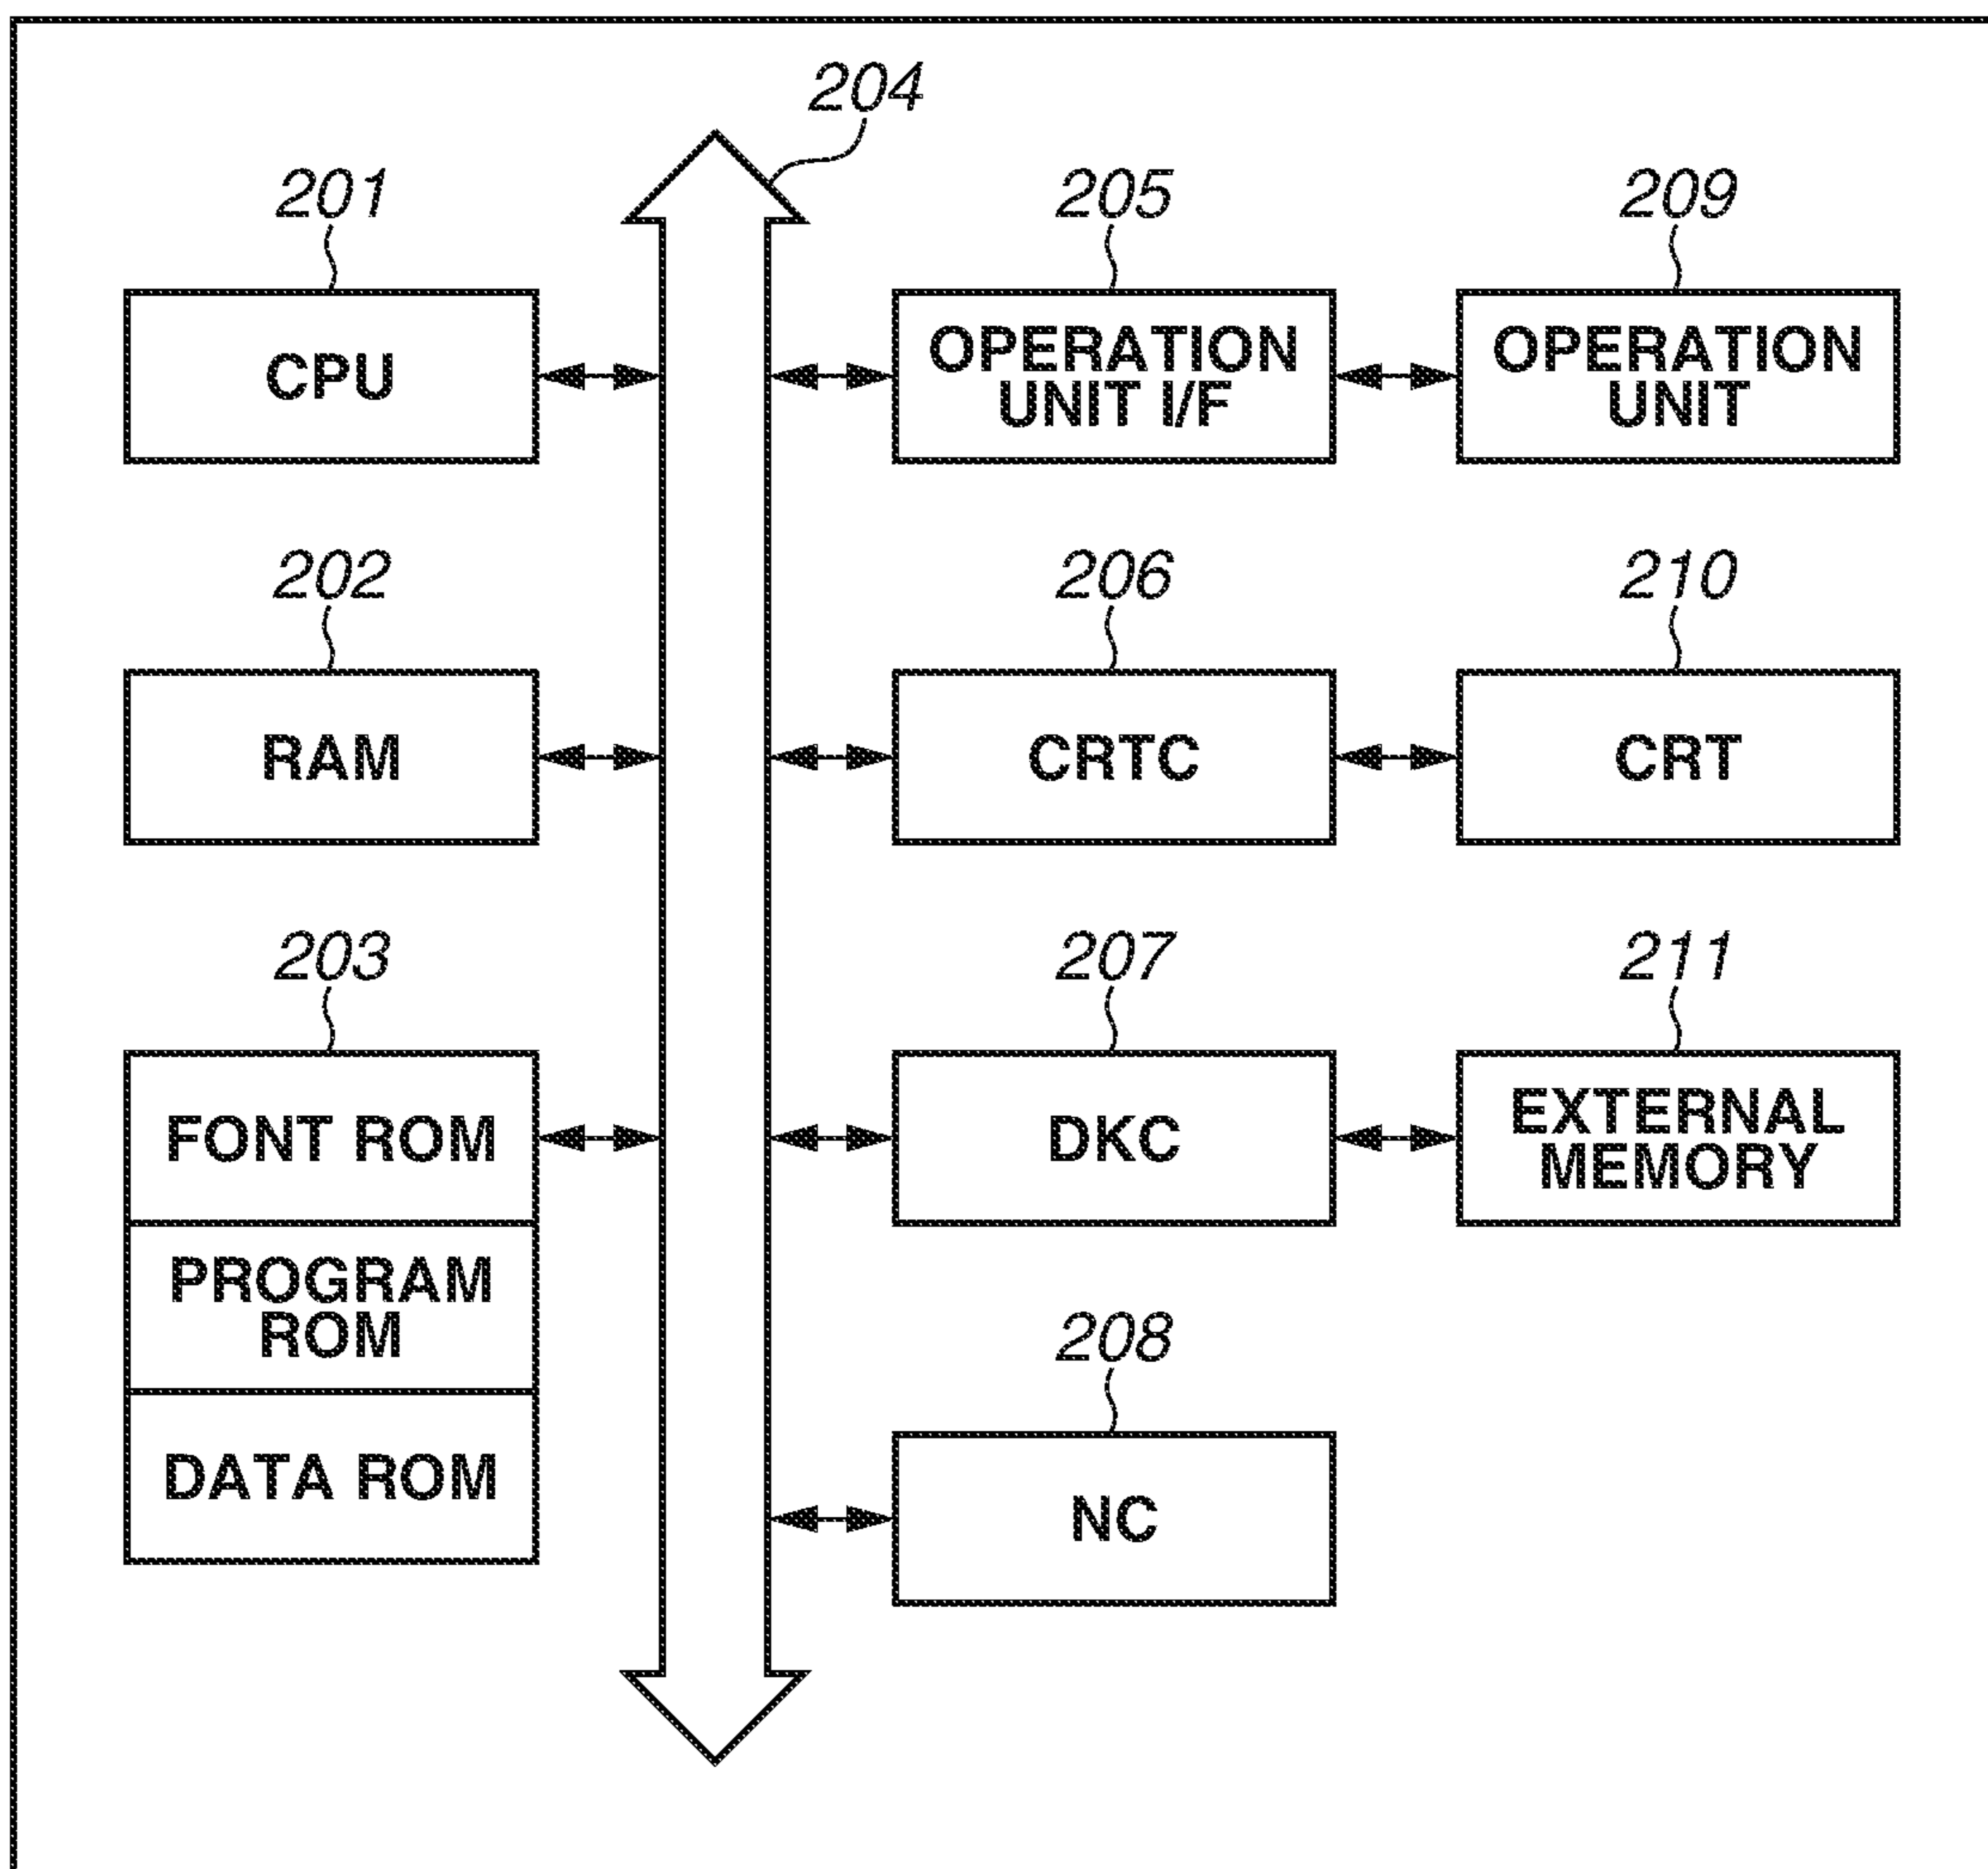 204
201
205
209
CPU
OPERATION
UNIT I/F
OPERATION
UNIT
202
206
210
RAM
CRTC
CRT
203
207
211
FONT ROM
DKC
EXTERNAL
MEMORY
PROGRAM
ROM
208
DATA ROM
NC